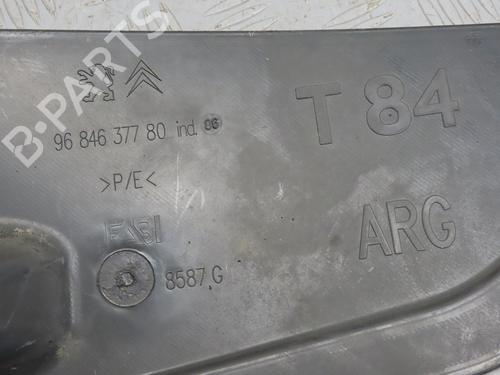 B-PARTS
T 84
96 846 377 80 ind. 06
>P/E<
ARG
8587.G